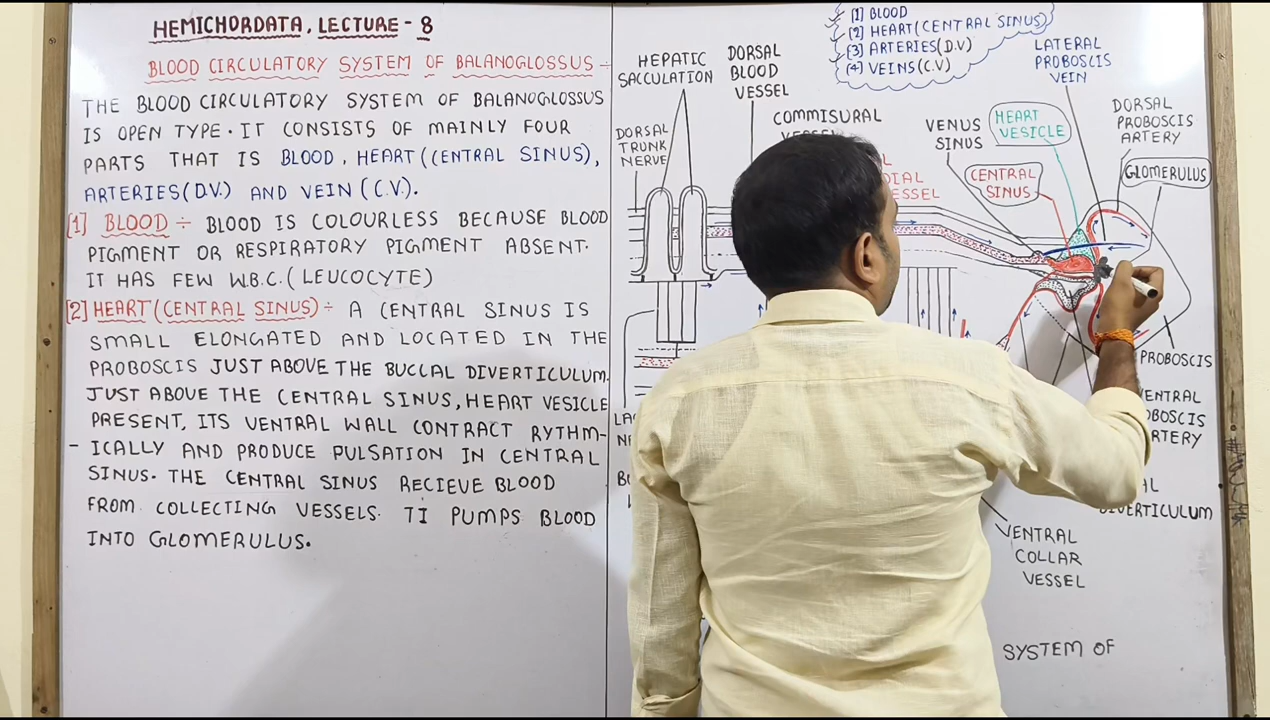 HEMICHORDATA, LECTURE - 8
BLOOD CIRCULATORY SYSTEM OF BALANOGLOSSUS :-
THE BLOOD CIRCULATORY SYSTEM OF BALANOGLOSSUS
IS OPEN TYPE. IT CONSISTS OF MAINLY FOUR
PARTS THAT IS BLOOD, HEART (CENTRAL SINUS),
ARTERIES(D.V.) AND VEIN (C.V.).
[1] BLOOD ÷ BLOOD IS COLOURLESS BECAUSE BLOOD
PIGMENT OR RESPIRATORY PIGMENT ABSENT.
IT HAS FEW W.B.C. (LEUCOCYTE)
[2] HEART (CENTRAL SINUS) ÷ A CENTRAL SINUS IS
SMALL ELONGATED AND LOCATED IN THE
PROBOSCIS JUST ABOVE THE BUCCAL DIVERTICULUM.
JUST ABOVE THE CENTRAL SINUS, HEART VESICLE
PRESENT, ITS VENTRAL WALL CONTRACT RYTHM-
- ICALLY AND PRODUCE PULSATION IN CENTRAL
SINUS. THE CENTRAL SINUS RECIEVE BLOOD
FROM COLLECTING VESSELS. TI PUMPS BLOOD
INTO GLOMERULUS.
[1] BLOOD
[2] HEART (CENTRAL SINUS)
[3] ARTERIES (D.V)
[4] VEINS (C.V)
HEPATIC
SACCULATION
DORSAL
BLOOD
VESSEL
LATERAL
PROBOSCIS
VEIN
DORSAL
TRUNK
NERVE
COMMISURAL
VENUS
SINUS
HEART
VESICLE
CENTRAL
SINUS
DORSAL
PROBOSCIS
ARTERY
GLOMERULUS
PROBOSCIS
VENTRAL
COLLAR
VESSEL
SYSTEM OF